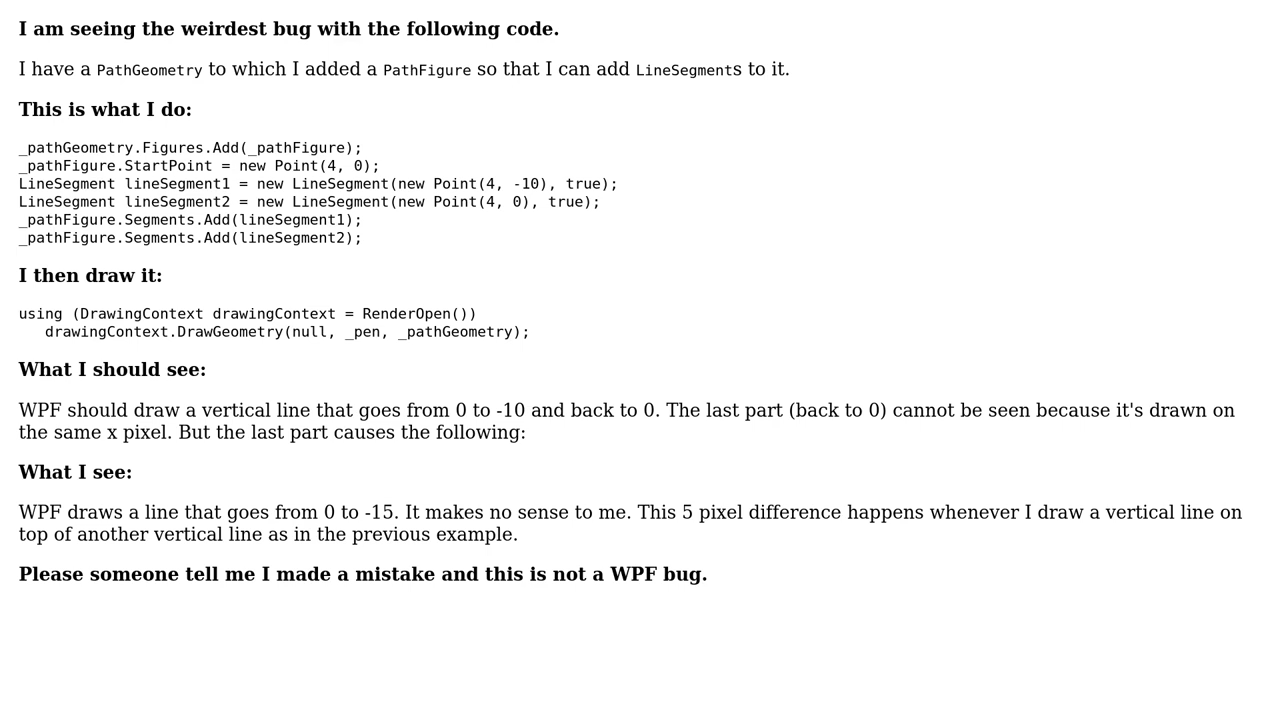 I am seeing the weirdest bug with the following code.
I have a PathGeometry to which I added a PathFigure so that I can add LineSegments to it.
This is what I do:
_pathGeometry.Figures.Add(_pathFigure);
_pathFigure.StartPoint = new Point(4, 0);
LineSegment lineSegment1 = new LineSegment(new Point(4, -10), true);
LineSegment lineSegment2 = new LineSegment(new Point(4, 0), true);
_pathFigure.Segments.Add(lineSegment1);
_pathFigure.Segments.Add(lineSegment2);
I then draw it:
using (DrawingContext drawingContext = RenderOpen())
   drawingContext.DrawGeometry(null, _pen, _pathGeometry);
What I should see:
WPF should draw a vertical line that goes from 0 to -10 and back to 0. The last part (back to 0) cannot be seen because it's drawn on
the same x pixel. But the last part causes the following:
What I see:
WPF draws a line that goes from 0 to -15. It makes no sense to me. This 5 pixel difference happens whenever I draw a vertical line on
top of another vertical line as in the previous example.
Please someone tell me I made a mistake and this is not a WPF bug.